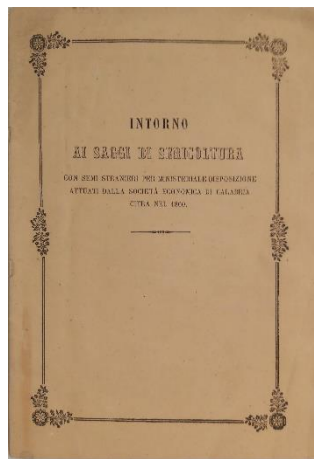 INTORNO
AI SAGGI DI SERICOLTURA
CON SEMI STRANIERI PER MINISTERIALE DISPOSIZIONE
ATTUATI DALLA SOCIETÀ ECONOMICA DI CALABRIA
CITRA NEL 1860.